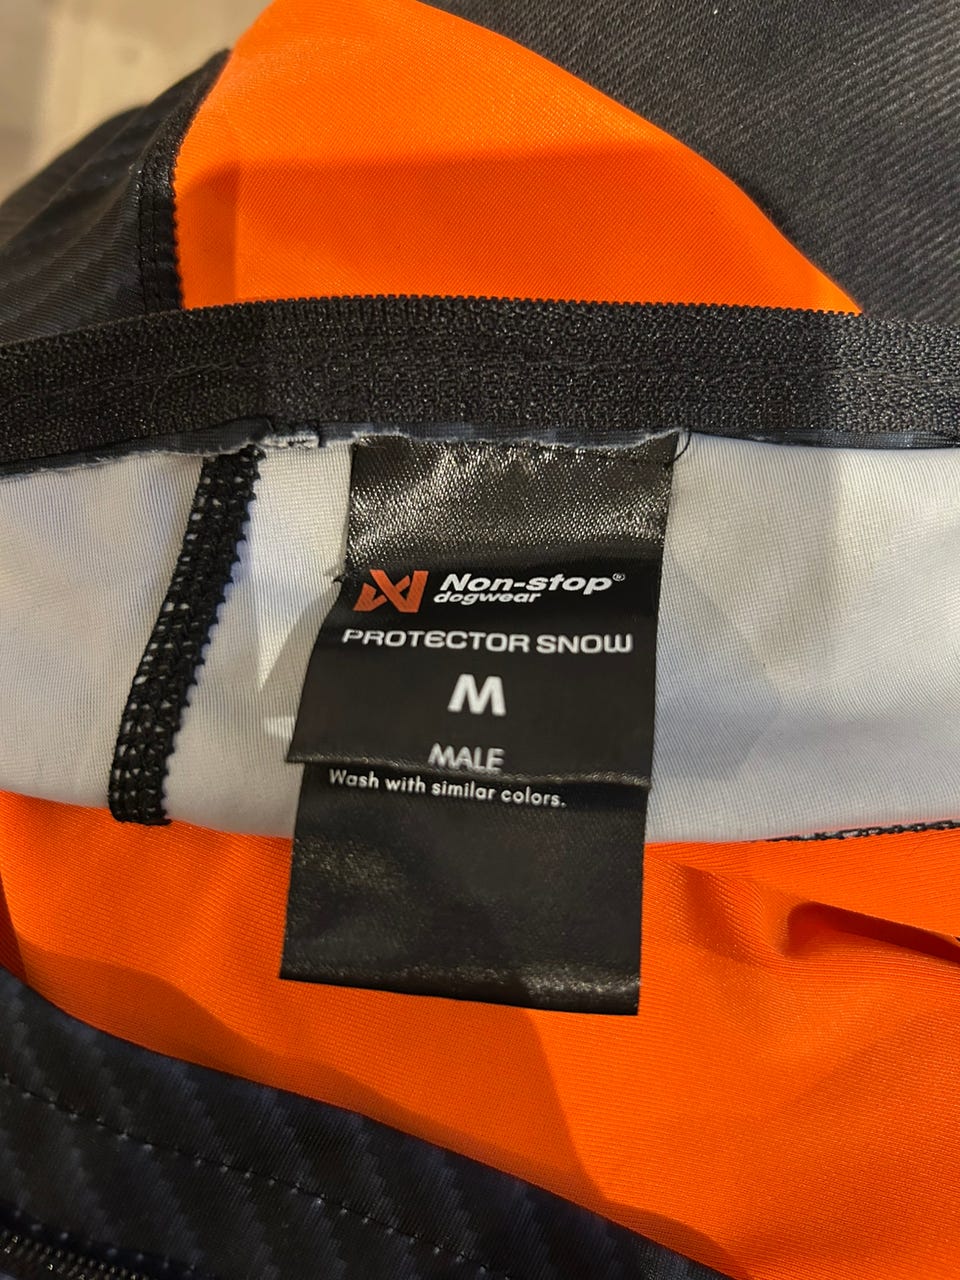 Non-stop®
dogwear
PROTECTOR SNOW
M
MALE
Wash with similar colors.